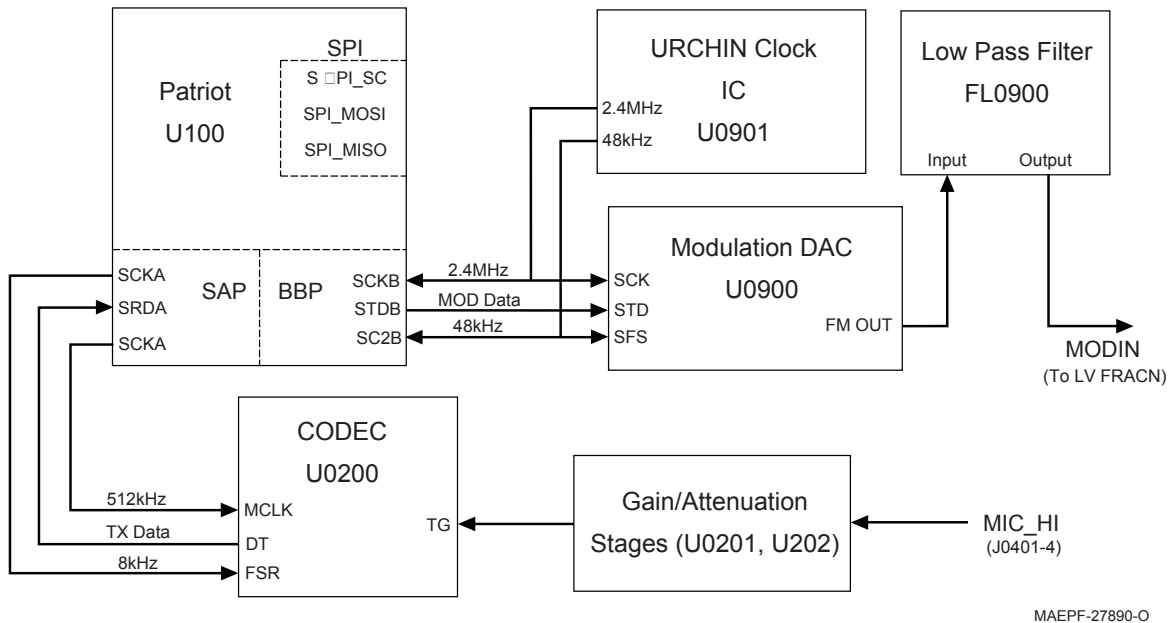 Patriot
U100
SPI
S □PI_SC
SPI_MOSI
SPI_MISO
SCKA
SRDA
SCKA
SAP
BBP
SCKB
STDB
SC2B
2.4MHz
MOD Data
48kHz
URCHIN Clock
IC
U0901
2.4MHz
48kHz
Low Pass Filter
FL0900
Input
Output
Modulation DAC
U0900
SCK
STD
SFS
FM OUT
MODIN
(To LV FRACN)
CODEC
U0200
512kHz
TX Data
8kHz
MCLK
DT
FSR
TG
Gain/Attenuation
Stages (U0201, U202)
MIC_HI
(J0401-4)
MAEPF-27890-O